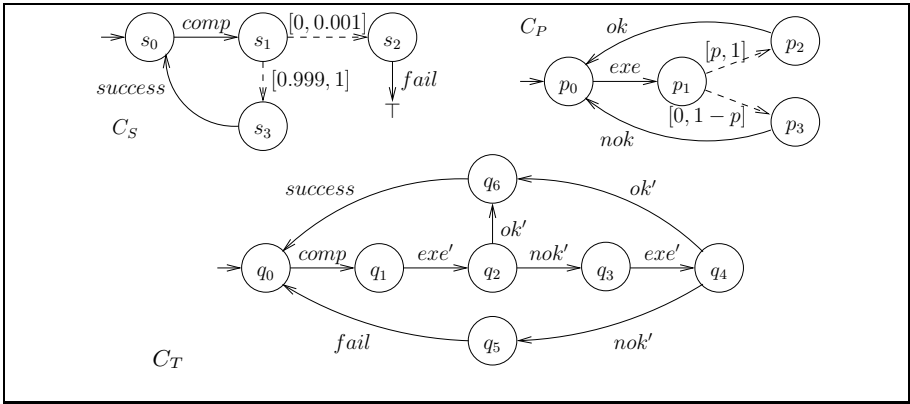 s0 comp s1 [0, 0.001] s2
success [0.999, 1] fail
C_S s3 ⊤
C_P ok p2
p0 exe p1 [p, 1]
[0, 1 − p] p3
nok
success q6 ok′
ok′
q0 comp q1 exe′ q2 nok′ q3 exe′ q4
fail q5 nok′
C_T